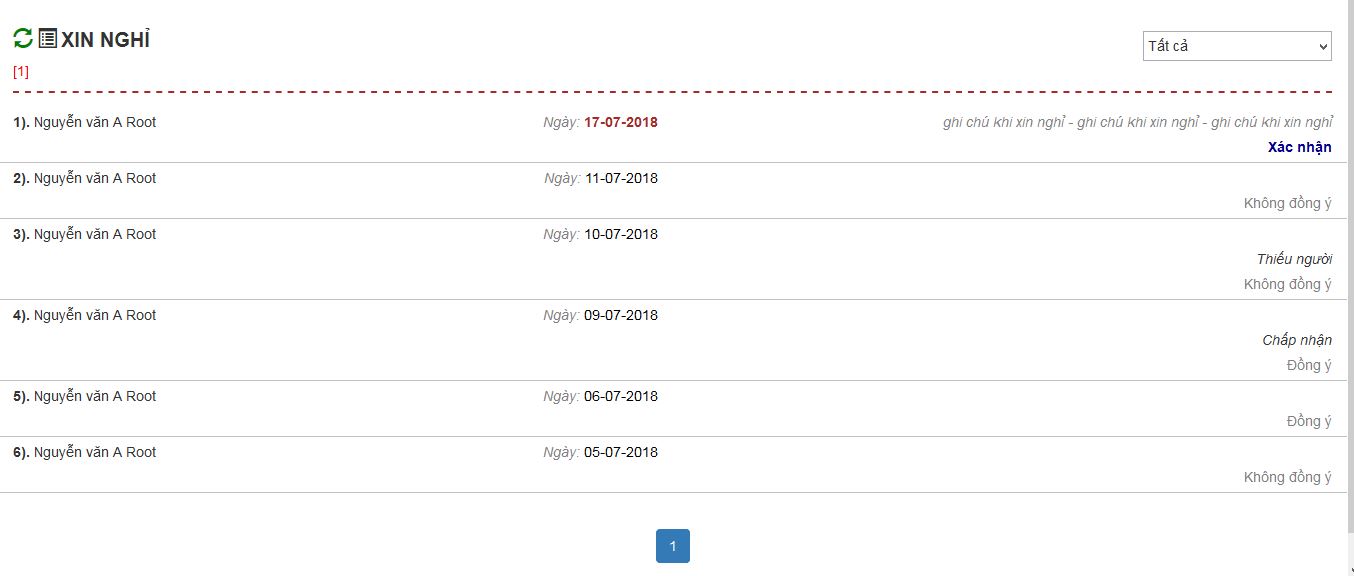 XIN NGHỈ
Tất cả
[1]
1). Nguyễn văn A Root Ngày: 17-07-2018 ghi chú khi xin nghỉ - ghi chú khi xin nghỉ - ghi chú khi xin nghỉ
Xác nhận
2). Nguyễn văn A Root Ngày: 11-07-2018
Không đồng ý
3). Nguyễn văn A Root Ngày: 10-07-2018
Thiếu người
Không đồng ý
4). Nguyễn văn A Root Ngày: 09-07-2018
Chấp nhận
Đồng ý
5). Nguyễn văn A Root Ngày: 06-07-2018
Đồng ý
6). Nguyễn văn A Root Ngày: 05-07-2018
Không đồng ý
1